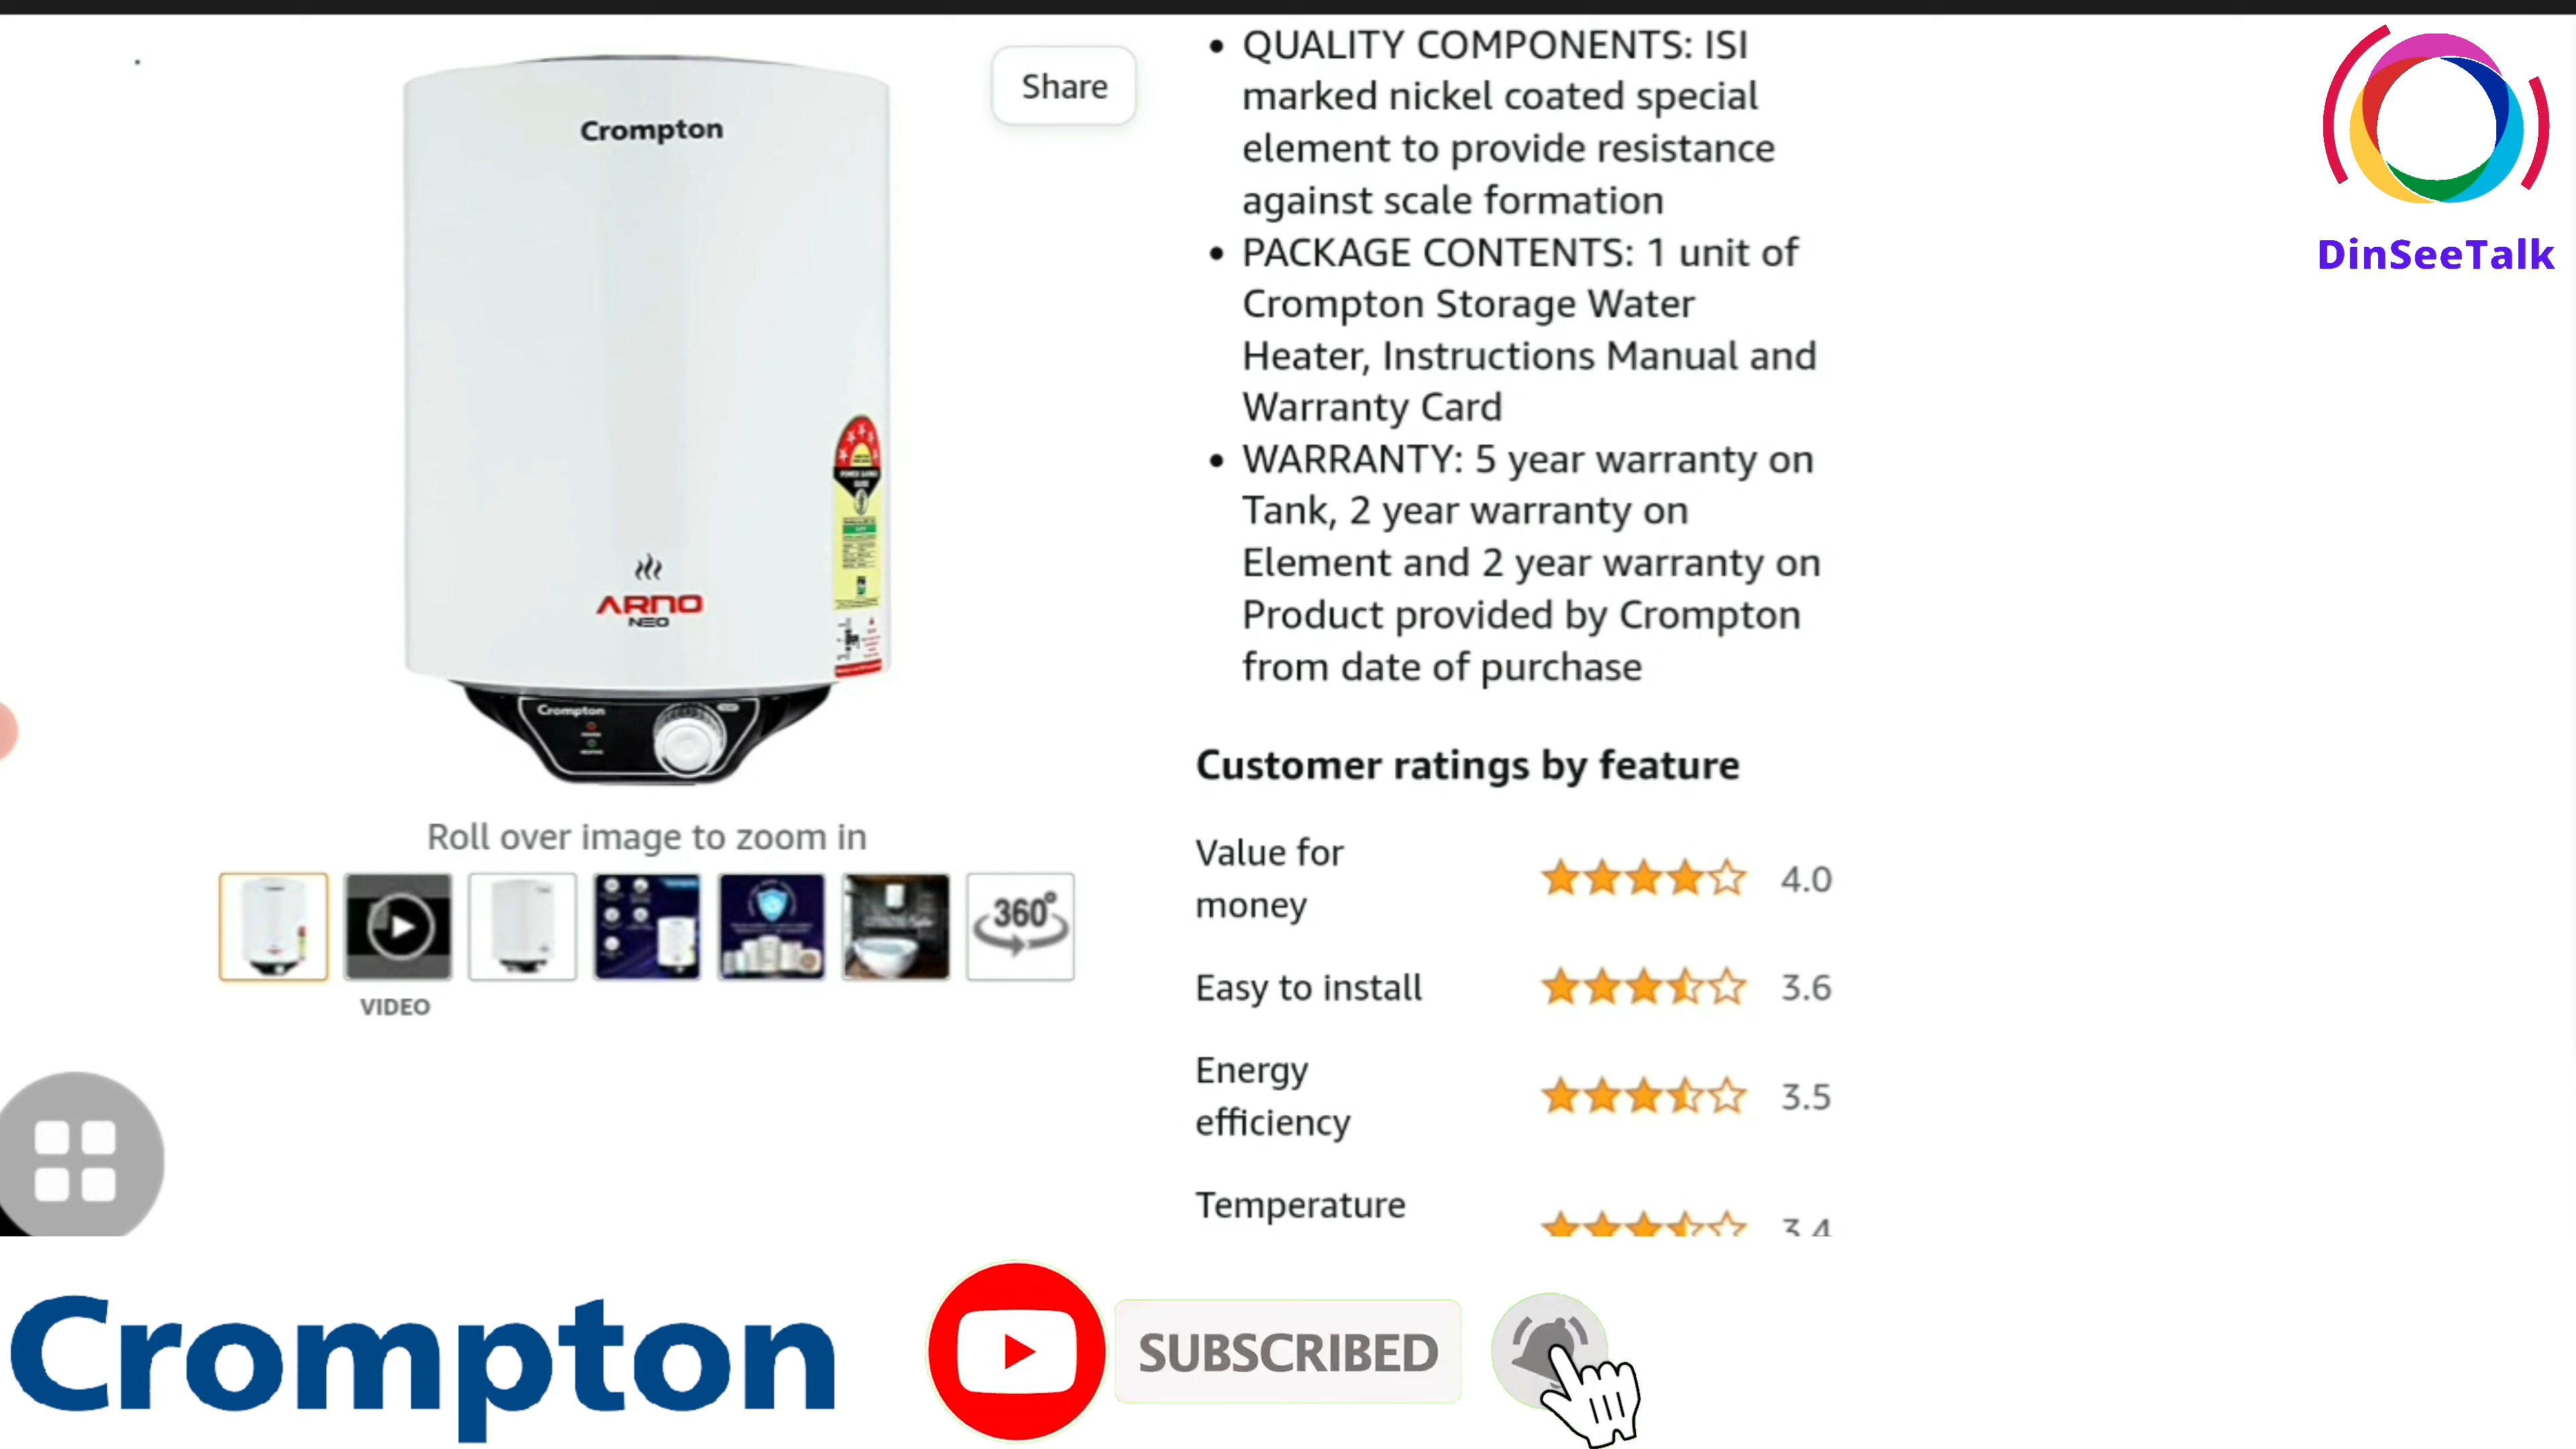 Crompton
ARNO
NEO
Crompton
Share
Roll over image to zoom in
360°
VIDEO
• QUALITY COMPONENTS: ISI
marked nickel coated special
element to provide resistance
against scale formation
• PACKAGE CONTENTS: 1 unit of
Crompton Storage Water
Heater, Instructions Manual and
Warranty Card
• WARRANTY: 5 year warranty on
Tank, 2 year warranty on
Element and 2 year warranty on
Product provided by Crompton
from date of purchase
Customer ratings by feature
Value for
money
4.0
Easy to install
3.6
Energy
efficiency
3.5
Temperature
3.4
DinSeeTalk
Crompton
SUBSCRIBED